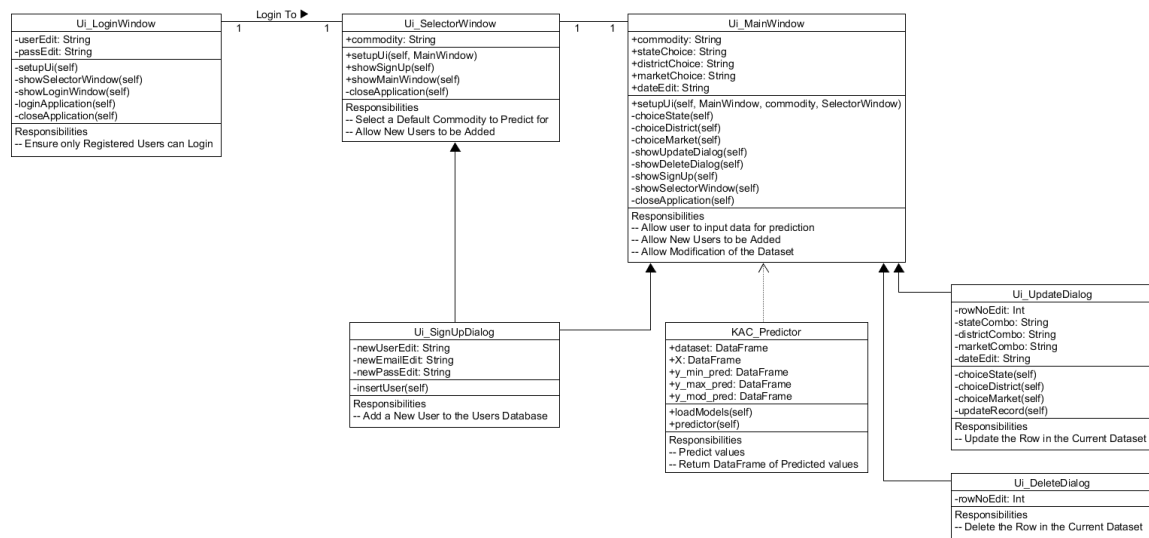 Ui_LoginWindow
-userEdit: String
-passEdit: String
-setupUi(self)
-showSelectorWindow(self)
-showLoginWindow(self)
-loginApplication(self)
-closeApplication(self)
Responsibilities
-- Ensure only Registered Users can Login
Login To ▶
1
1
Ui_SelectorWindow
+commodity: String
+setupUi(self, MainWindow)
+showSignUp(self)
+showMainWindow(self)
-closeApplication(self)
Responsibilities
-- Select a Default Commodity to Predict for
-- Allow New Users to be Added
1
1
Ui_MainWindow
+commodity: String
+stateChoice: String
+districtChoice: String
+marketChoice: String
+dateEdit: String
+setupUi(self, MainWindow, commodity, SelectorWindow)
-choiceState(self)
-choiceDistrict(self)
-choiceMarket(self)
-showUpdateDialog(self)
-showDeleteDialog(self)
-showSignUp(self)
-showSelectorWindow(self)
-closeApplication(self)
Responsibilities
-- Allow user to input data for prediction
-- Allow New Users to be Added
-- Allow Modification of the Dataset
Ui_SignUpDialog
-newUserEdit: String
-newEmailEdit: String
-newPassEdit: String
-insertUser(self)
Responsibilities
-- Add a New User to the Users Database
KAC_Predictor
+dataset: DataFrame
+X: DataFrame
+y_min_pred: DataFrame
+y_max_pred: DataFrame
+y_mod_pred: DataFrame
+loadModels(self)
+predictor(self)
Responsibilities
-- Predict values
-- Return DataFrame of Predicted values
Ui_UpdateDialog
-rowNoEdit: Int
-stateCombo: String
-districtCombo: String
-marketCombo: String
-dateEdit: String
-choiceState(self)
-choiceDistrict(self)
-choiceMarket(self)
-updateRecord(self)
Responsibilities
-- Update the Row in the Current Dataset
Ui_DeleteDialog
-rowNoEdit: Int
Responsibilities
-- Delete the Row in the Current Dataset